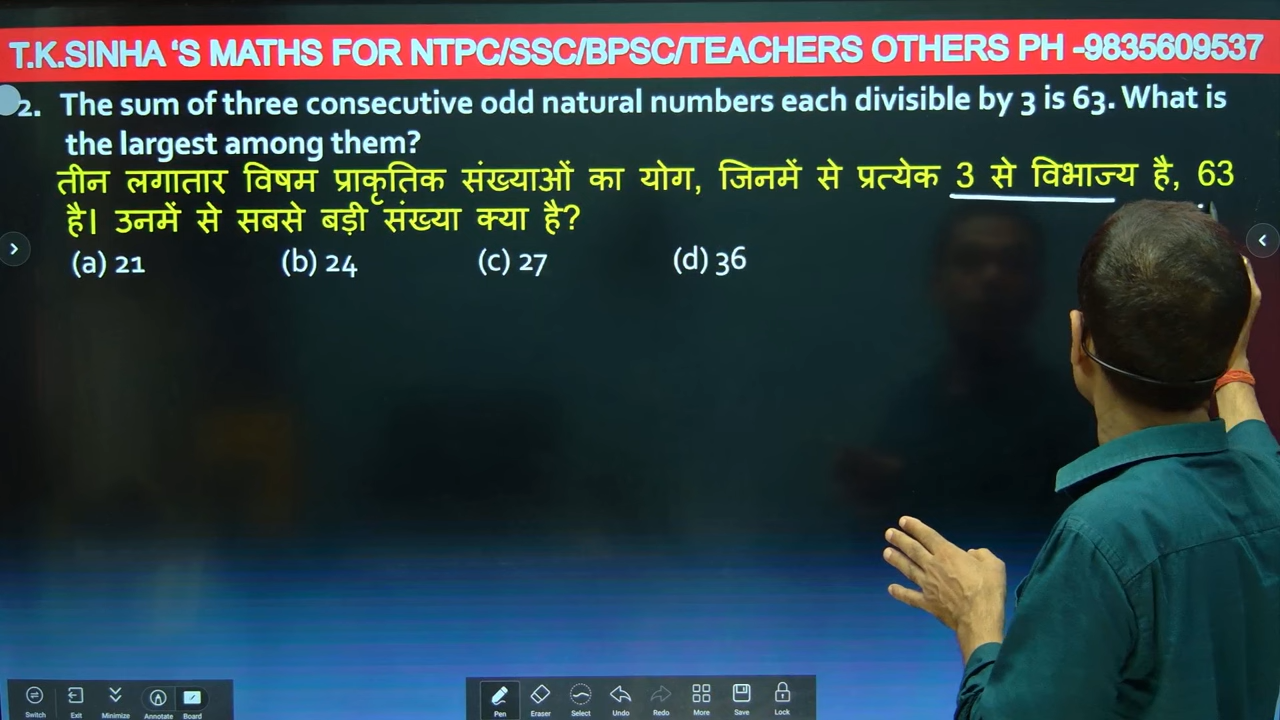 T.K.SINHA 'S MATHS FOR NTPC/SSC/BPSC/TEACHERS OTHERS PH -9835609537
2. The sum of three consecutive odd natural numbers each divisible by 3 is 63. What is
the largest among them?
तीन लगातार विषम प्राकृतिक संख्याओं का योग, जिनमें से प्रत्येक 3 से विभाज्य है, 63
है। उनमें से सबसे बड़ी संख्या क्या है?
(a) 21 (b) 24 (c) 27 (d) 36
Switch Exit Minimize Annotate Board Pen Eraser Select Undo Redo More Save Lock